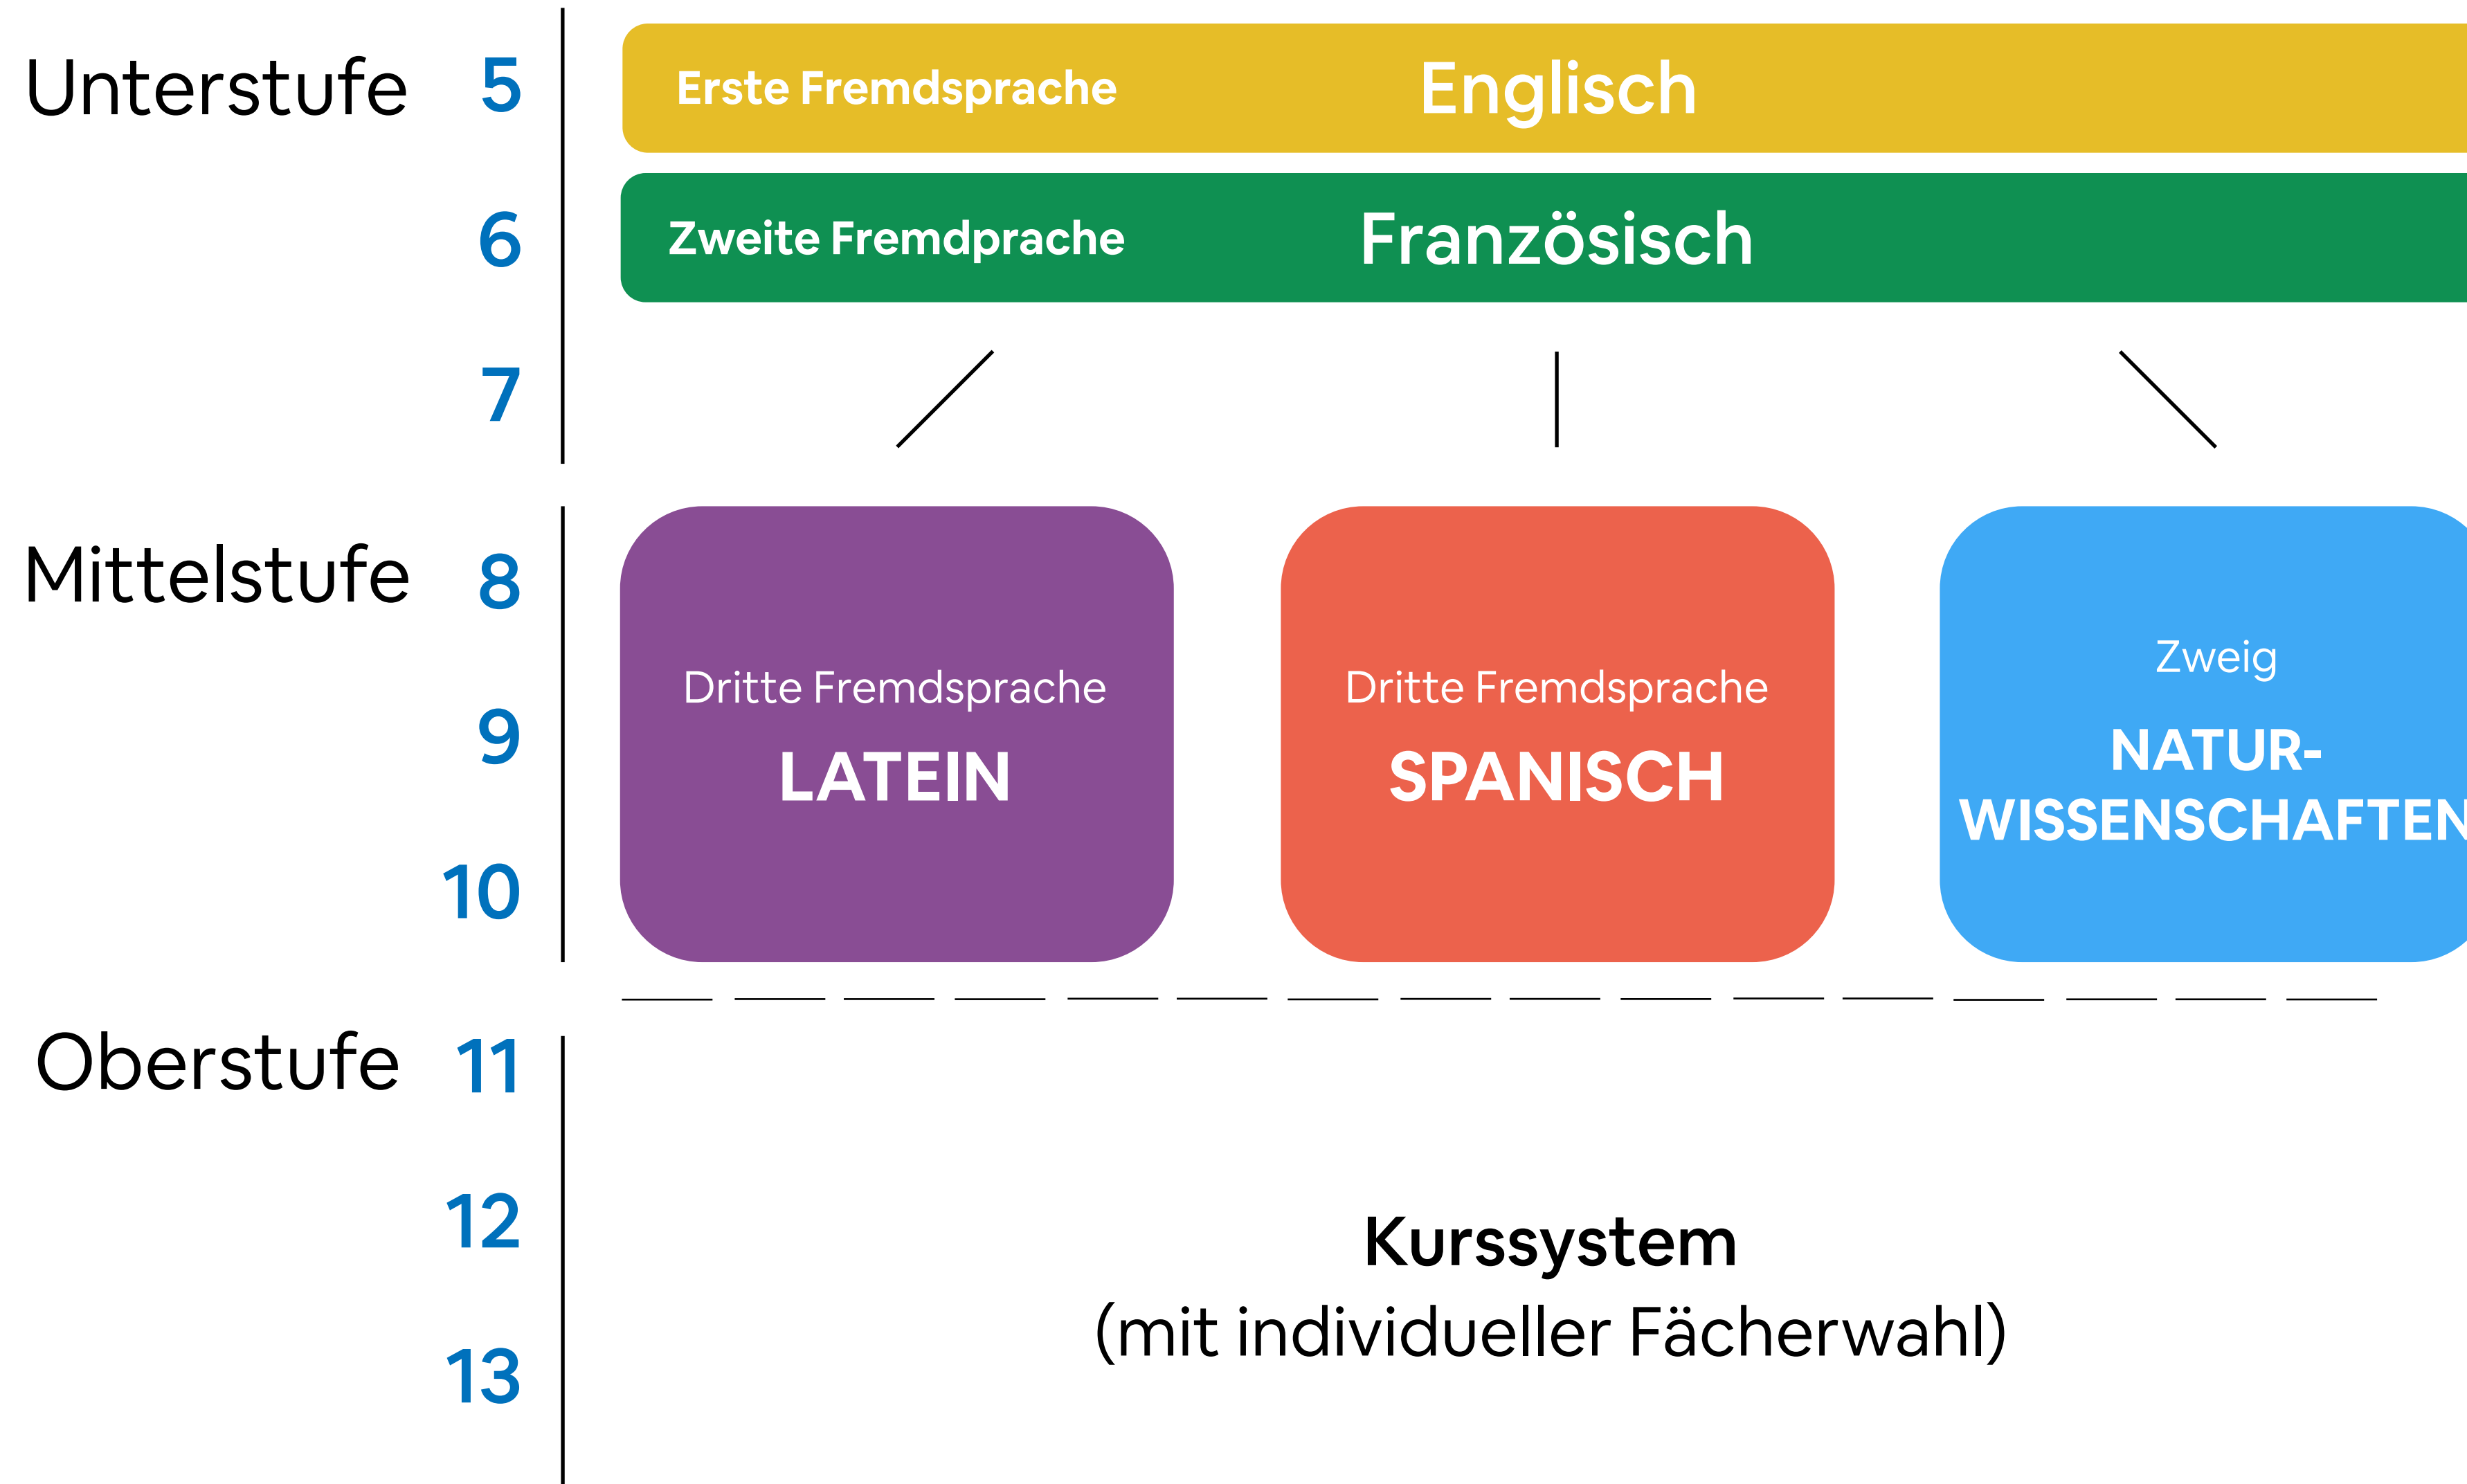 Unterstufe 5 Erste Fremdsprache Englisch
6 Zweite Fremdprache Französisch
7
Mittelstufe 8
Dritte Fremdsprache Dritte Fremdsprache Zweig
9 LATEIN SPANISCH NATUR-
WISSENSCHAFTEN
10
Oberstufe 11
12 Kurssystem
(mit individueller Fächerwahl)
13